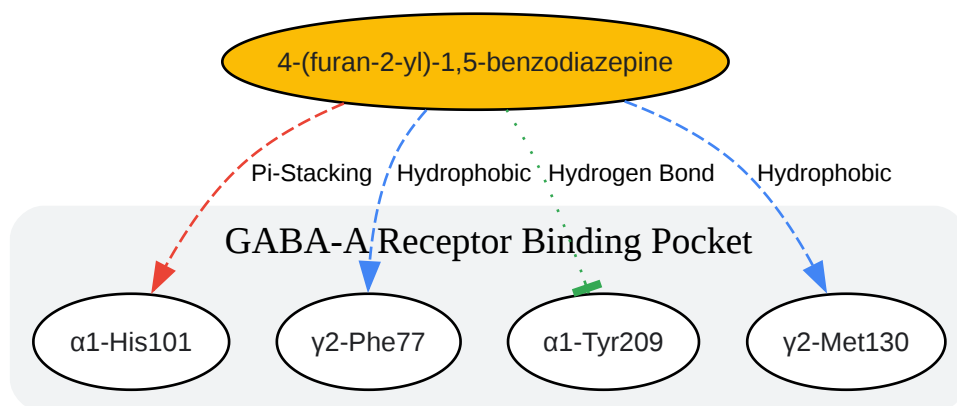 4-(furan-2-yl)-1,5-benzodiazepine
Pi-Stacking
Hydrophobic
Hydrogen Bond
Hydrophobic
GABA-A Receptor Binding Pocket
α1-His101
γ2-Phe77
α1-Tyr209
γ2-Met130